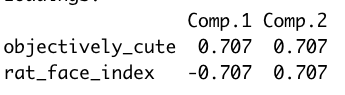 Comp.1 Comp.2
objectively_cute 0.707 0.707
rat_face_index -0.707 0.707